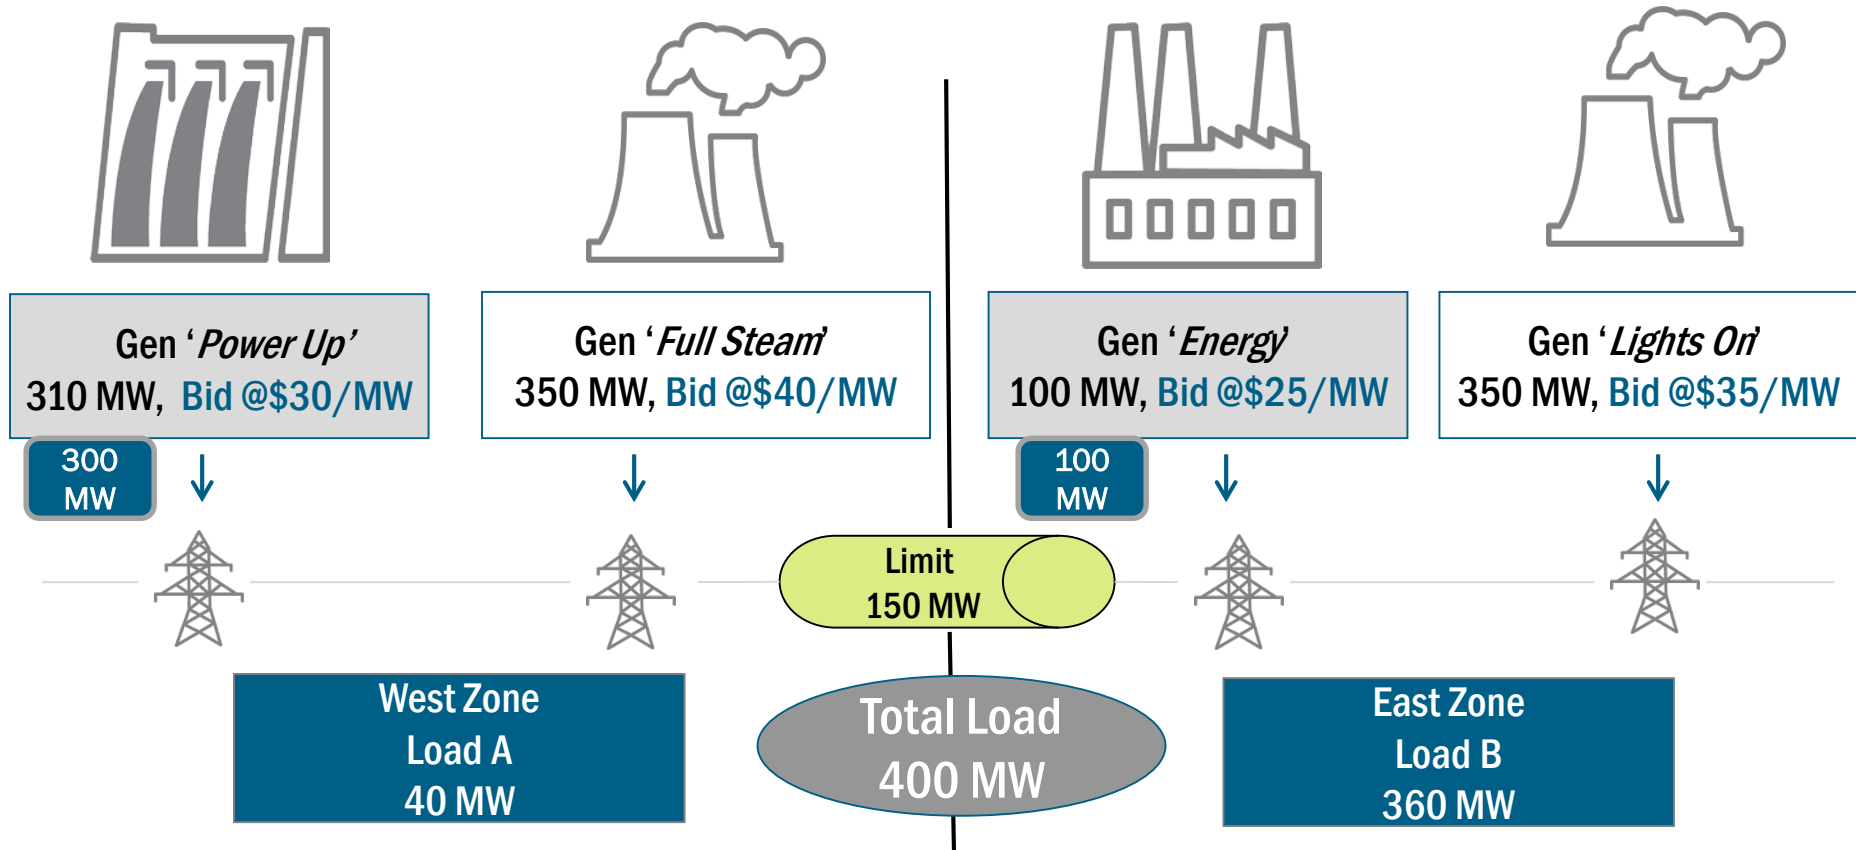 Gen ‘Power Up’
310 MW, Bid @$30/MW
Gen ‘Full Steam’
350 MW, Bid @$40/MW
Gen ‘Energy’
100 MW, Bid @$25/MW
Gen ‘Lights On’
350 MW, Bid @$35/MW
300
MW
100
MW
Limit
150 MW
West Zone
Load A
40 MW
Total Load
400 MW
East Zone
Load B
360 MW